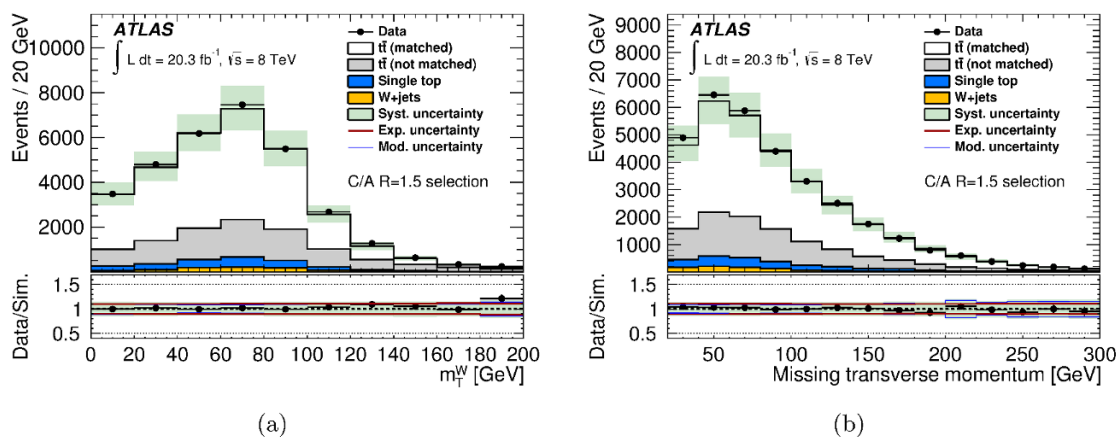 ATLAS
∫ L dt = 20.3 fb⁻¹, √s = 8 TeV
Data
tt̄ (matched)
tt̄ (not matched)
Single top
W+jets
Syst. uncertainty
Exp. uncertainty
Mod. uncertainty
C/A R=1.5 selection
Events / 20 GeV
10000
8000
6000
4000
2000
Data/Sim.
1.5
1
0.5
0 20 40 60 80 100 120 140 160 180 200
m_T^W [GeV]
(a)
ATLAS
∫ L dt = 20.3 fb⁻¹, √s = 8 TeV
Data
tt̄ (matched)
tt̄ (not matched)
Single top
W+jets
Syst. uncertainty
Exp. uncertainty
Mod. uncertainty
C/A R=1.5 selection
Events / 20 GeV
9000
8000
7000
6000
5000
4000
3000
2000
1000
Data/Sim.
1.5
1
0.5
50 100 150 200 250 300
Missing transverse momentum [GeV]
(b)